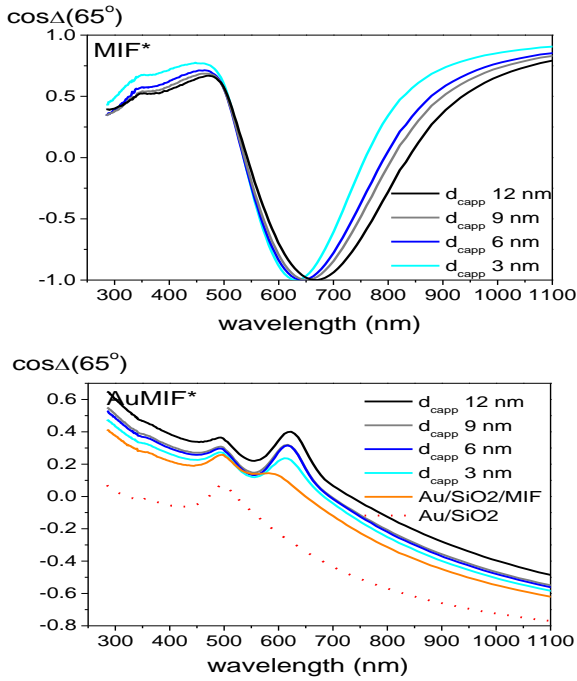 cosΔ(65°)
MIF*
1.0
0.5
0.0
-0.5
-1.0
d_capp 12 nm
d_capp 9 nm
d_capp 6 nm
d_capp 3 nm
300 400 500 600 700 800 900 1000 1100
wavelength (nm)
cosΔ(65°)
AuMIF*
0.6
0.4
0.2
0.0
-0.2
-0.4
-0.6
-0.8
d_capp 12 nm
d_capp 9 nm
d_capp 6 nm
d_capp 3 nm
Au/SiO2/MIF
Au/SiO2
300 400 500 600 700 800 900 1000 1100
wavelength (nm)